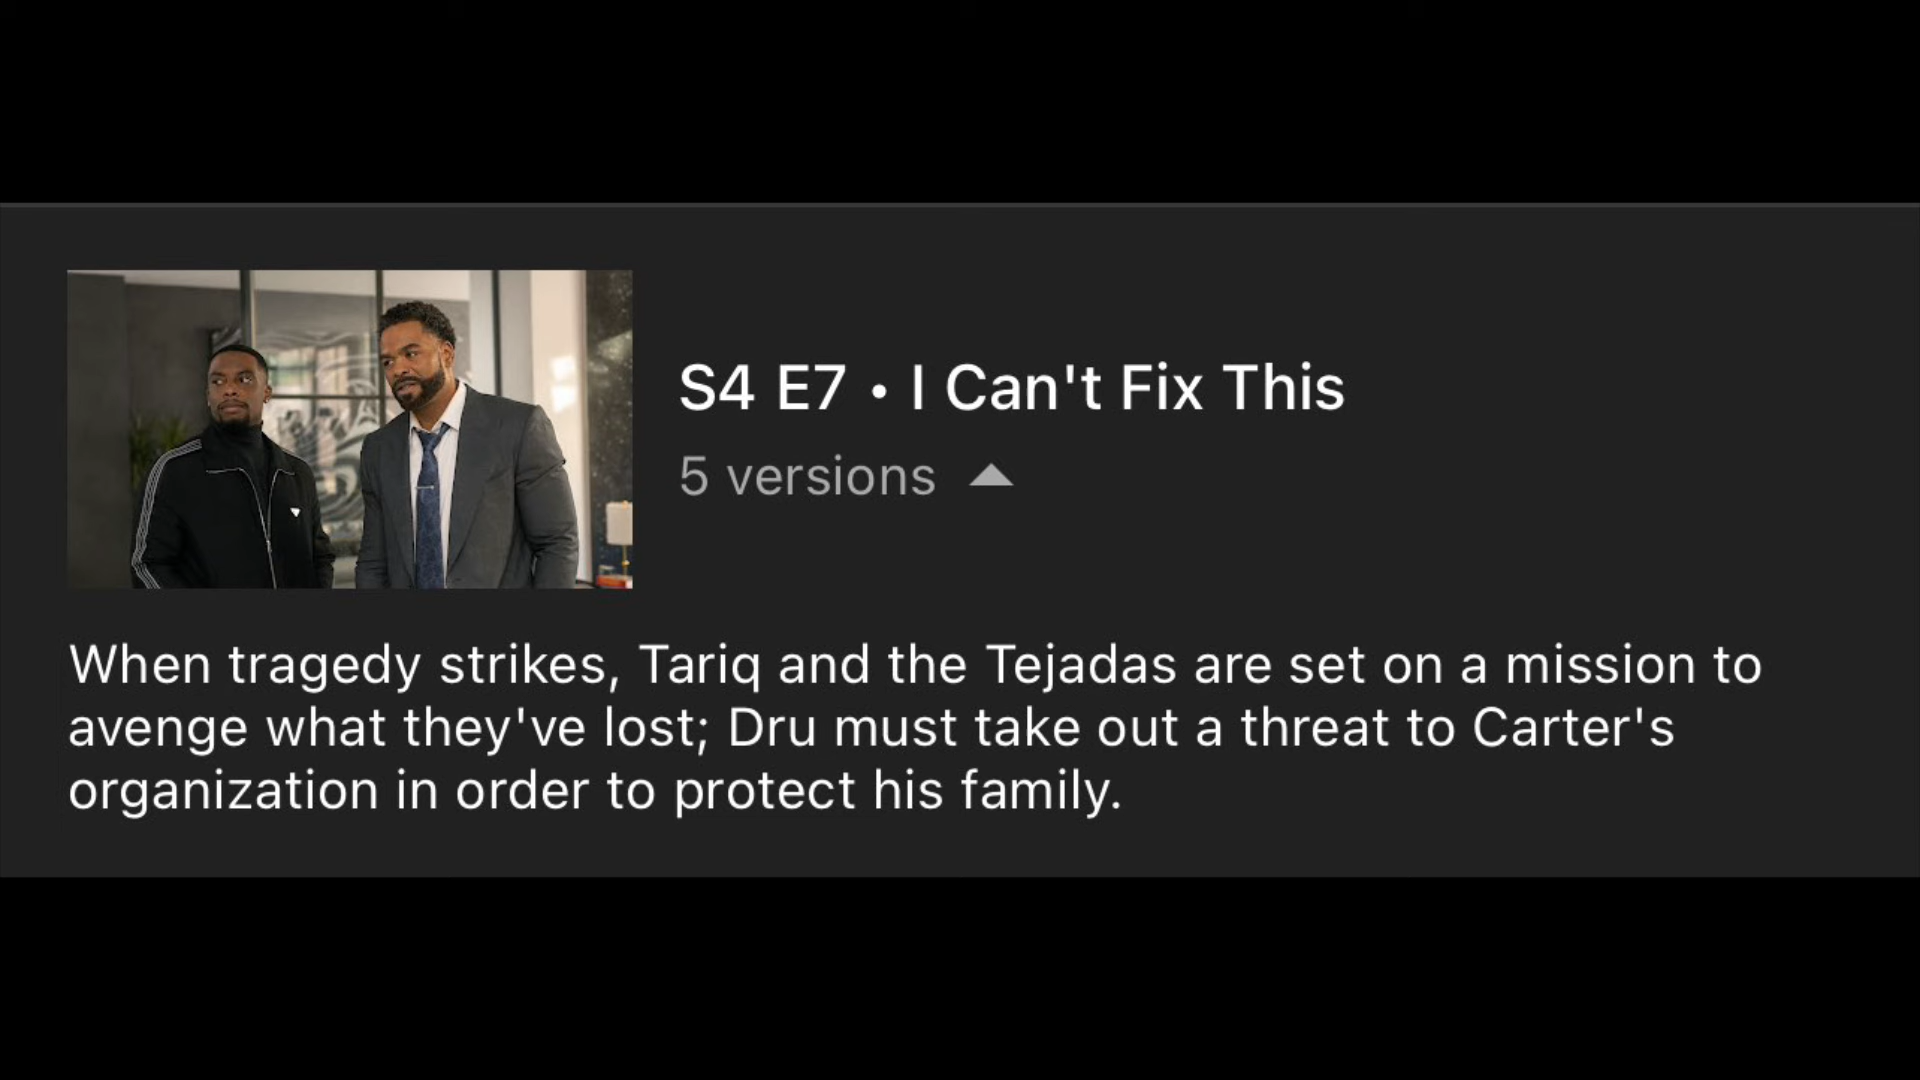 S4 E7 • I Can't Fix This
5 versions
When tragedy strikes, Tariq and the Tejadas are set on a mission to
avenge what they've lost; Dru must take out a threat to Carter's
organization in order to protect his family.